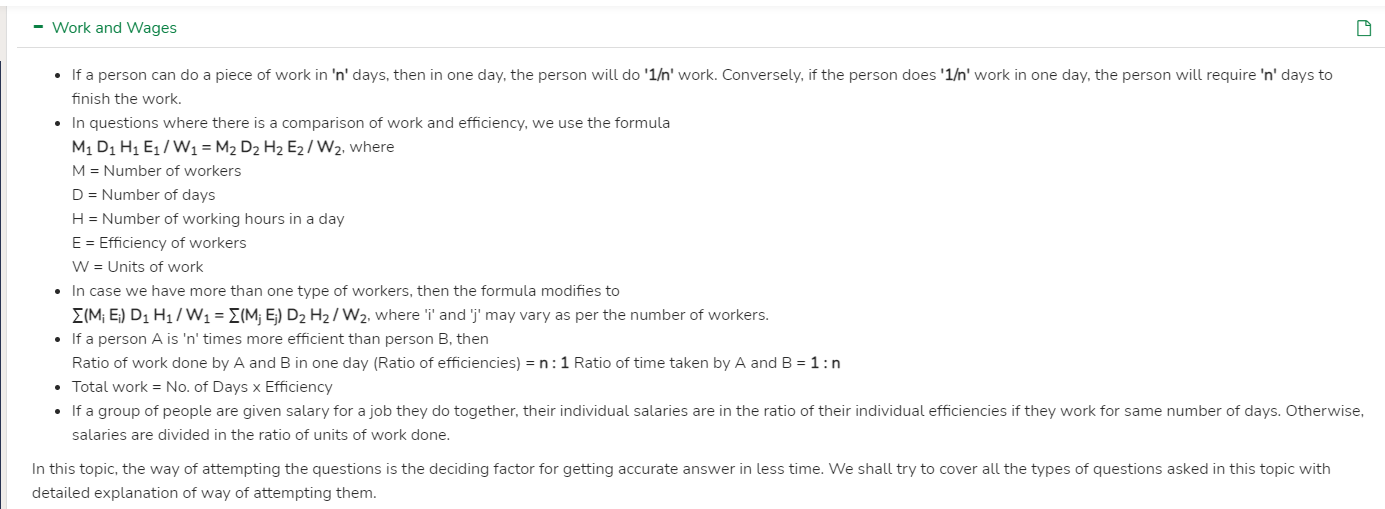 − Work and Wages
• If a person can do a piece of work in 'n' days, then in one day, the person will do '1/n' work. Conversely, if the person does '1/n' work in one day, the person will require 'n' days to
finish the work.
• In questions where there is a comparison of work and efficiency, we use the formula
M₁ D₁ H₁ E₁ / W₁ = M₂ D₂ H₂ E₂ / W₂, where
M = Number of workers
D = Number of days
H = Number of working hours in a day
E = Efficiency of workers
W = Units of work
• In case we have more than one type of workers, then the formula modifies to
∑(Mᵢ Eᵢ) D₁ H₁ / W₁ = ∑(Mⱼ Eⱼ) D₂ H₂ / W₂, where 'i' and 'j' may vary as per the number of workers.
• If a person A is 'n' times more efficient than person B, then
Ratio of work done by A and B in one day (Ratio of efficiencies) = n : 1 Ratio of time taken by A and B = 1 : n
• Total work = No. of Days x Efficiency
• If a group of people are given salary for a job they do together, their individual salaries are in the ratio of their individual efficiencies if they work for same number of days. Otherwise,
salaries are divided in the ratio of units of work done.
In this topic, the way of attempting the questions is the deciding factor for getting accurate answer in less time. We shall try to cover all the types of questions asked in this topic with
detailed explanation of way of attempting them.